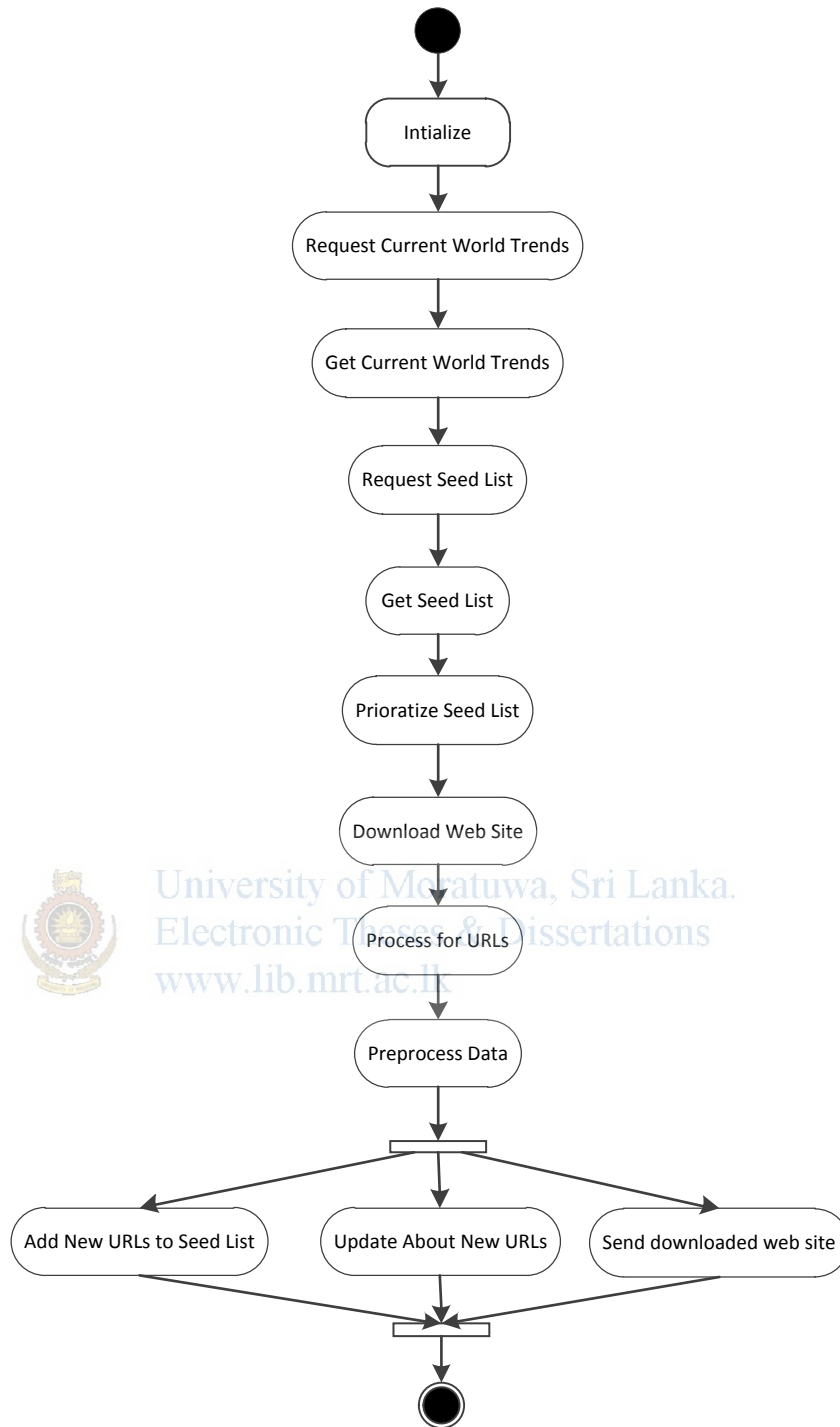 Intialize
Request Current World Trends
Get Current World Trends
Request Seed List
Get Seed List
Prioratize Seed List
Download Web Site
University of Moratuwa, Sri Lanka.
Electronic Theses & Dissertations
www.lib.mrt.ac.lk
Process for URLs
Preprocess Data
Add New URLs to Seed List
Update About New URLs
Send downloaded web site